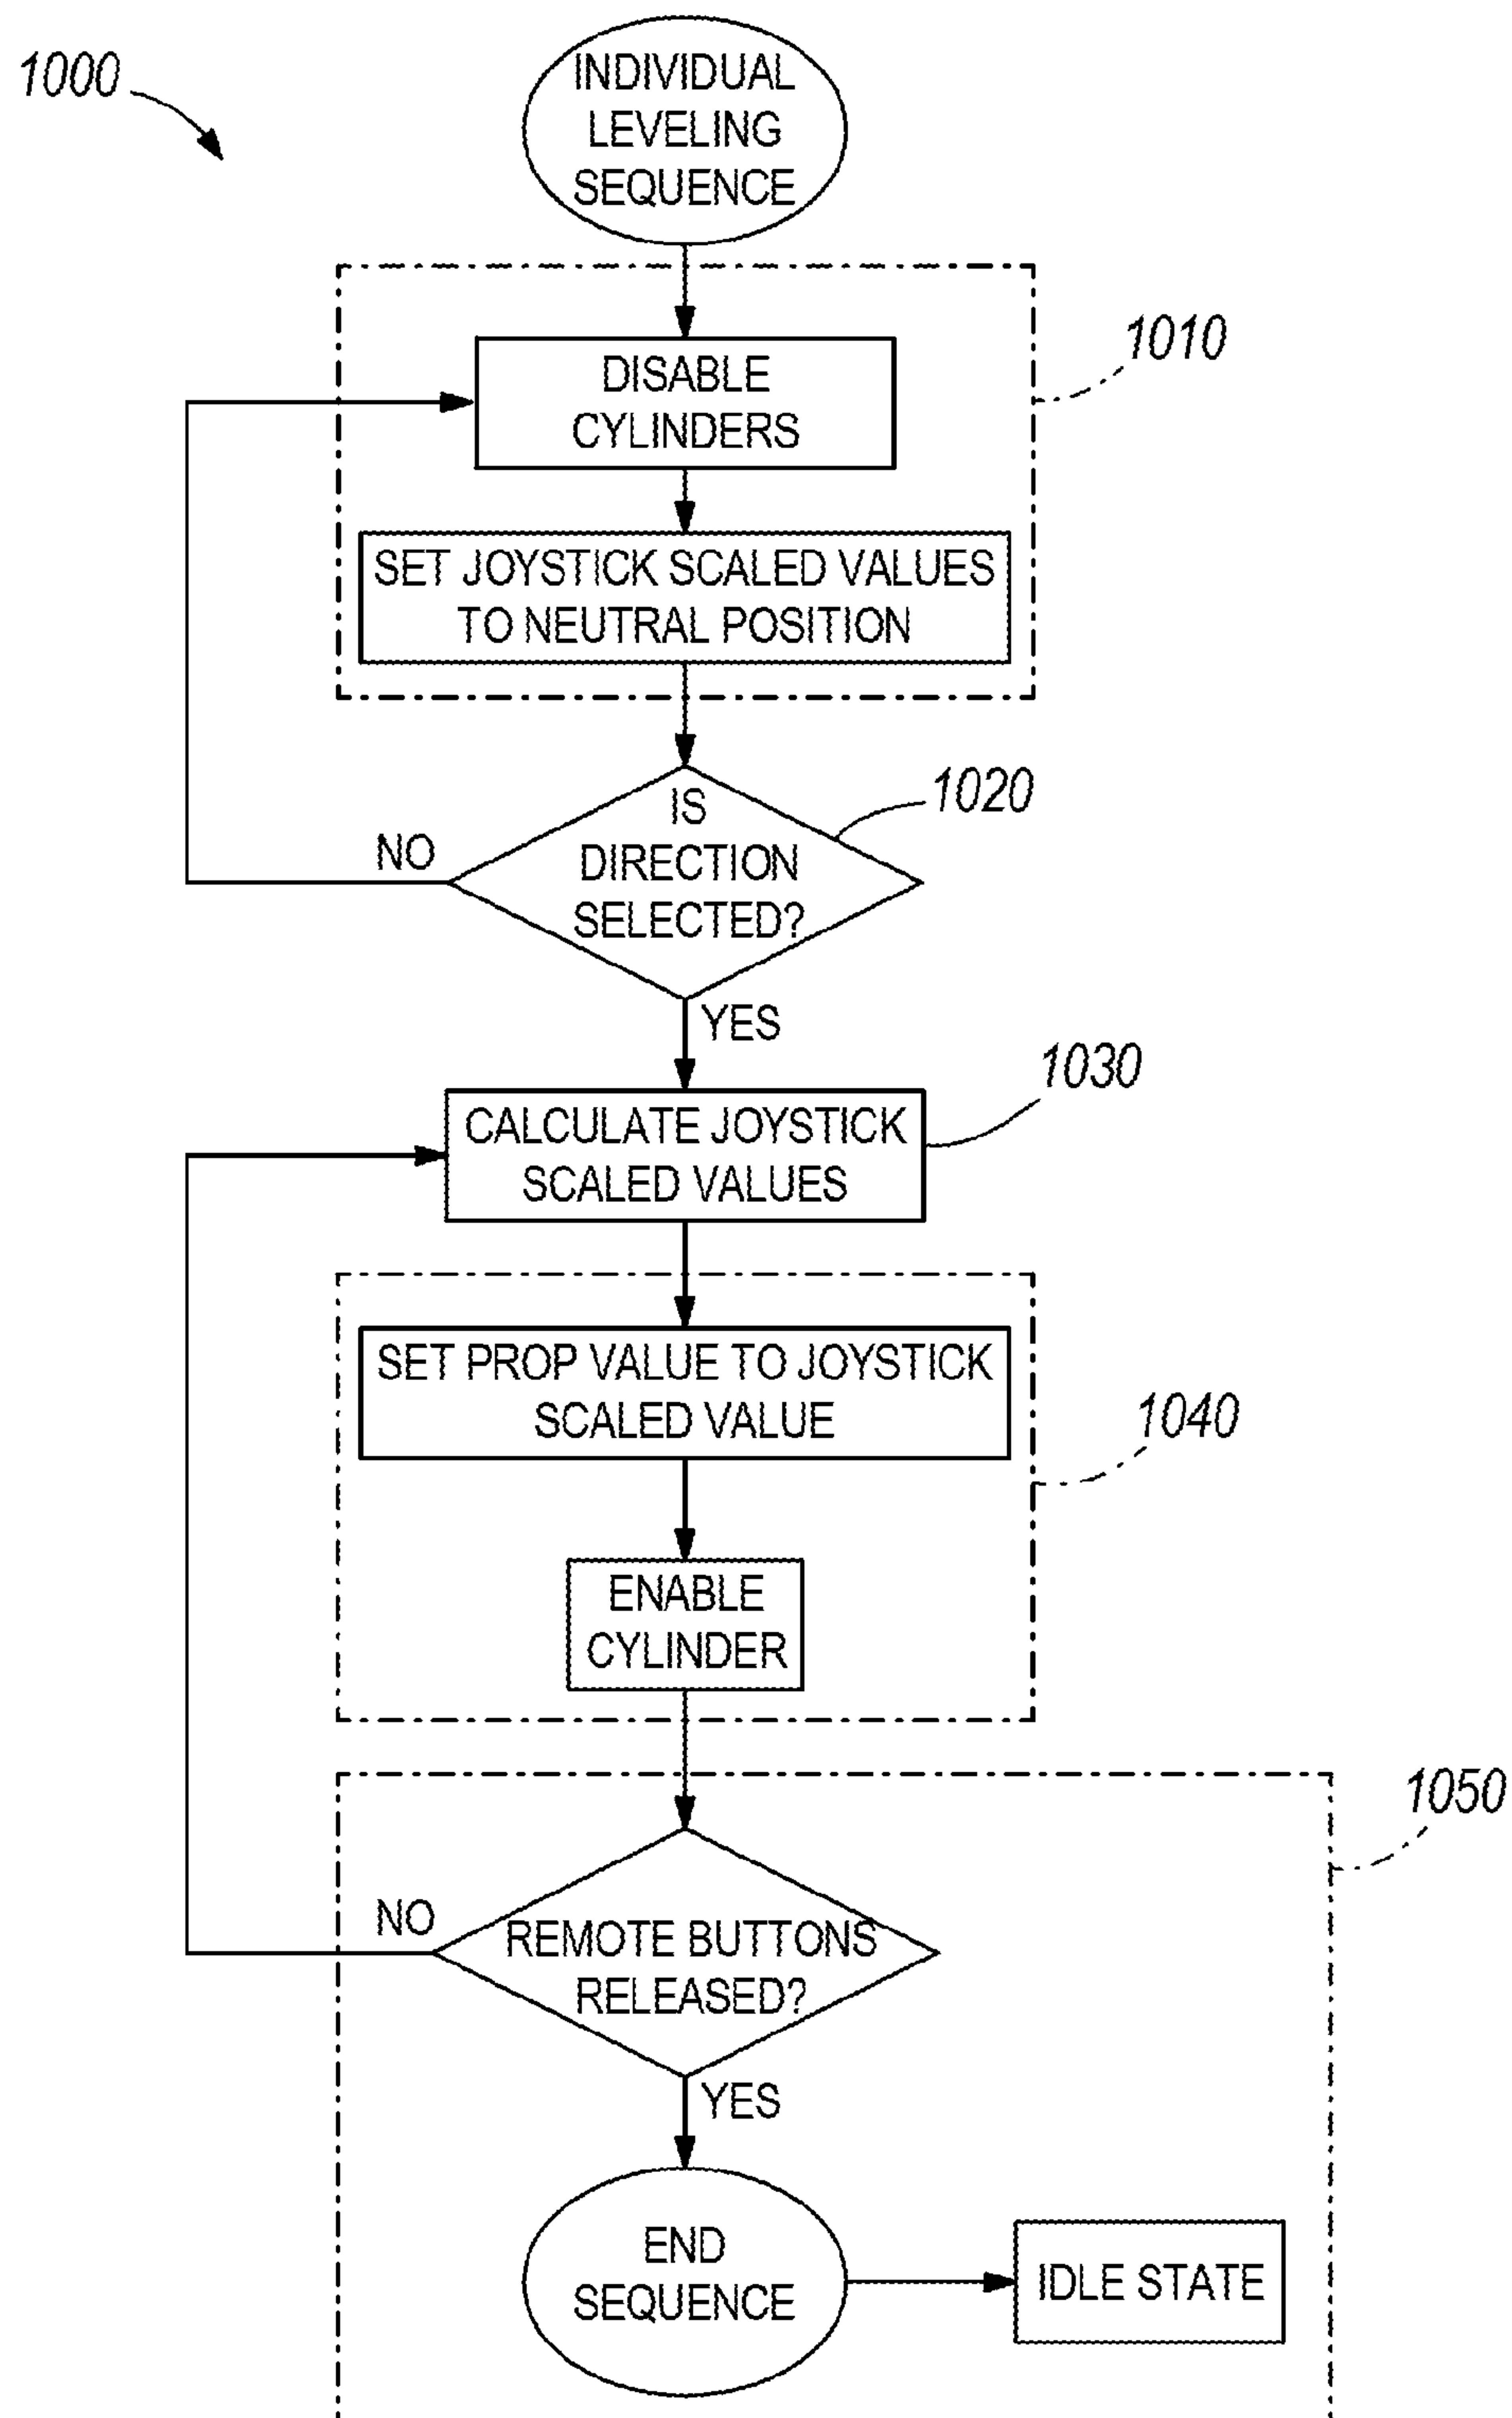 1000
INDIVIDUAL
LEVELING
SEQUENCE
1010
DISABLE
CYLINDERS
SET JOYSTICK SCALED VALUES
TO NEUTRAL POSITION
1020
IS
DIRECTION
SELECTED?
NO
YES
1030
CALCULATE JOYSTICK
SCALED VALUES
SET PROP VALUE TO JOYSTICK
SCALED VALUE
1040
ENABLE
CYLINDER
1050
NO
REMOTE BUTTONS
RELEASED?
YES
END
SEQUENCE
IDLE STATE